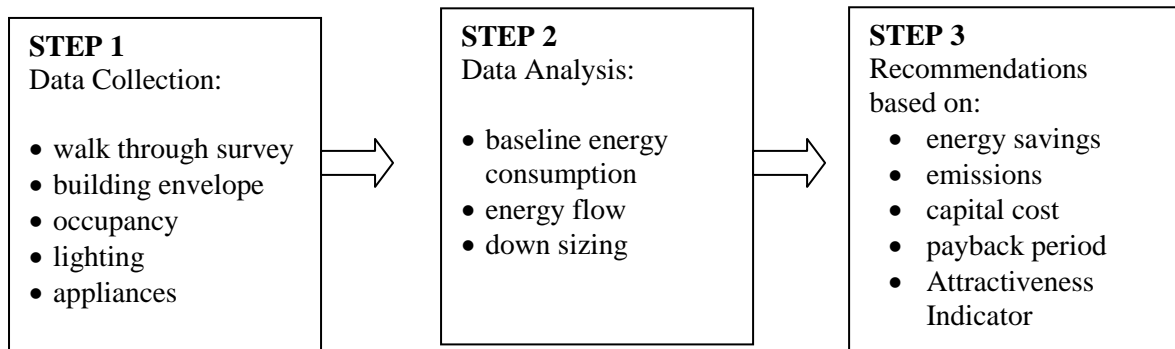 STEP 1
Data Collection:
• walk through survey
• building envelope
• occupancy
• lighting
• appliances
STEP 2
Data Analysis:
• baseline energy
consumption
• energy flow
• down sizing
STEP 3
Recommendations
based on:
• energy savings
• emissions
• capital cost
• payback period
• Attractiveness
Indicator